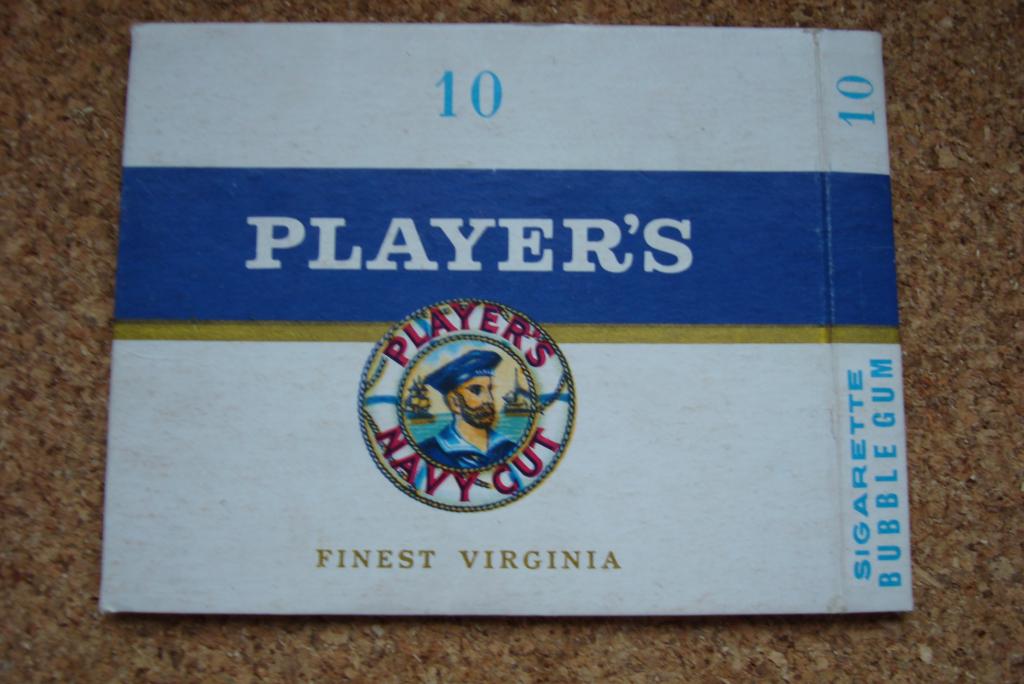 10
PLAYER'S
PLAYER'S
NAVY CUT
FINEST VIRGINIA
10
SIGARETTE
BUBBLE GUM